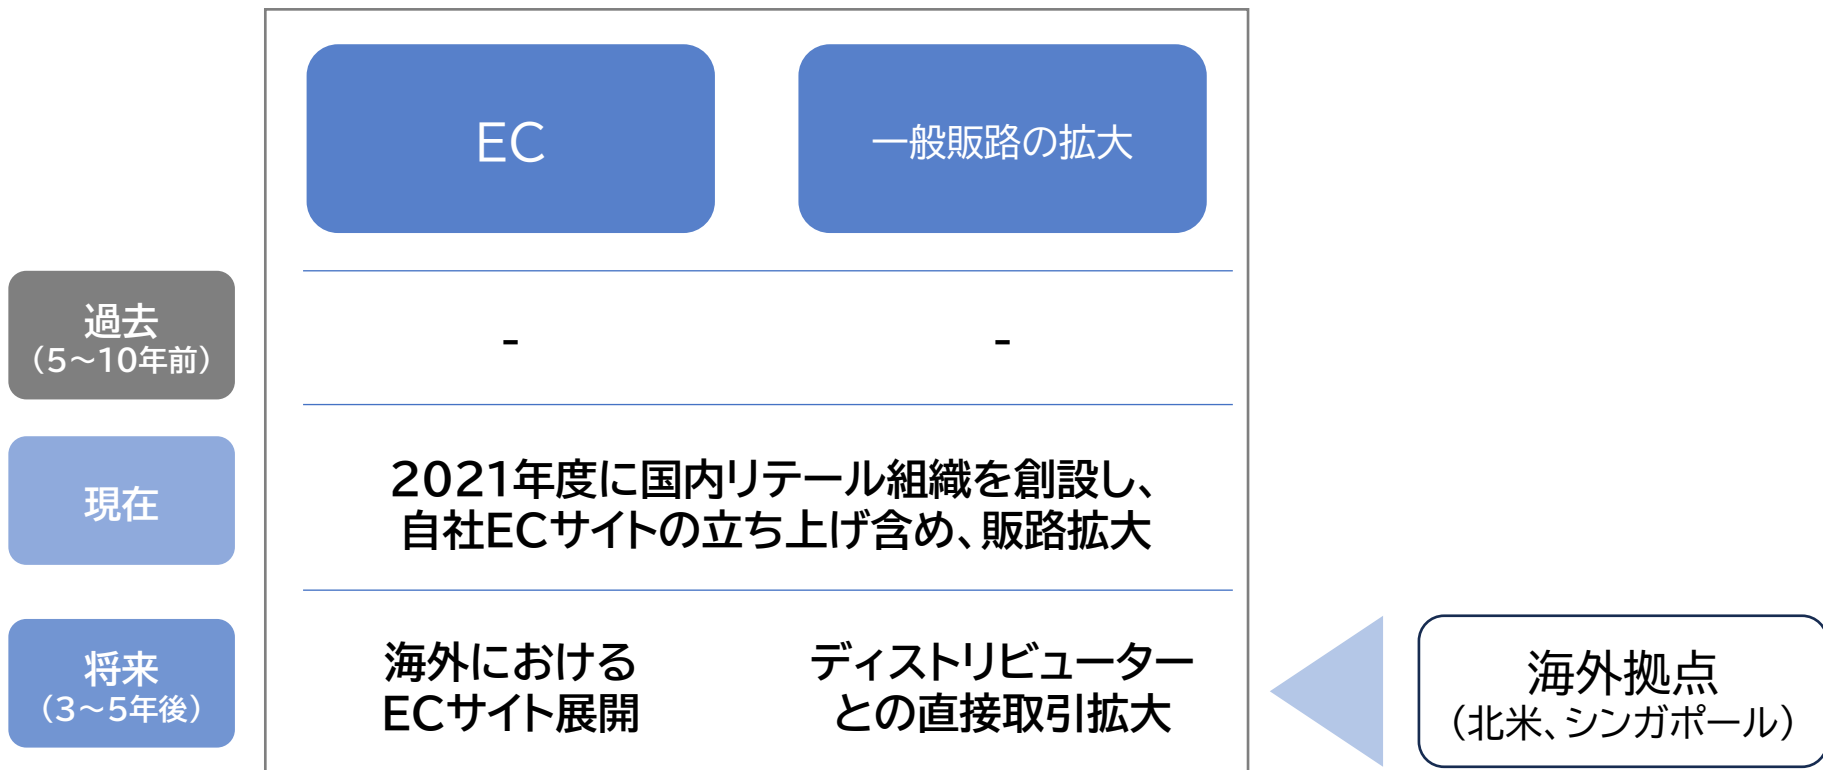 EC
一般販路の拡大
過去
（5～10年前）
-
-
現在
2021年度に国内リテール組織を創設し、
自社ECサイトの立ち上げ含め、販路拡大
将来
（3～5年後）
海外における
ECサイト展開
ディストリビューター
との直接取引拡大
海外拠点
（北米、シンガポール）